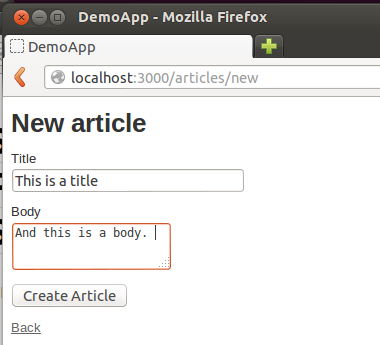 DemoApp - Mozilla Firefox
DemoApp
localhost:3000/articles/new
New article
Title
This is a title
Body
And this is a body.
Create Article
Back